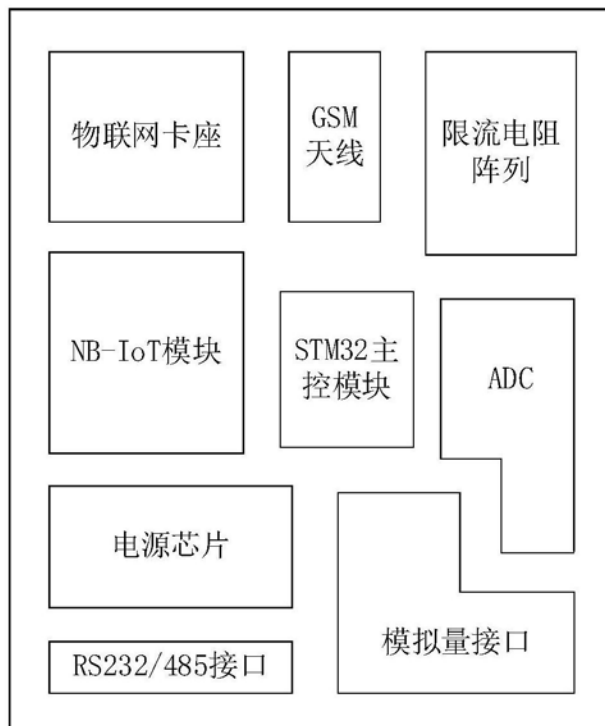 物联网卡座
GSM
天线
限流电阻
阵列
NB-IoT模块
STM32主
控模块
ADC
电源芯片
模拟量接口
RS232/485接口